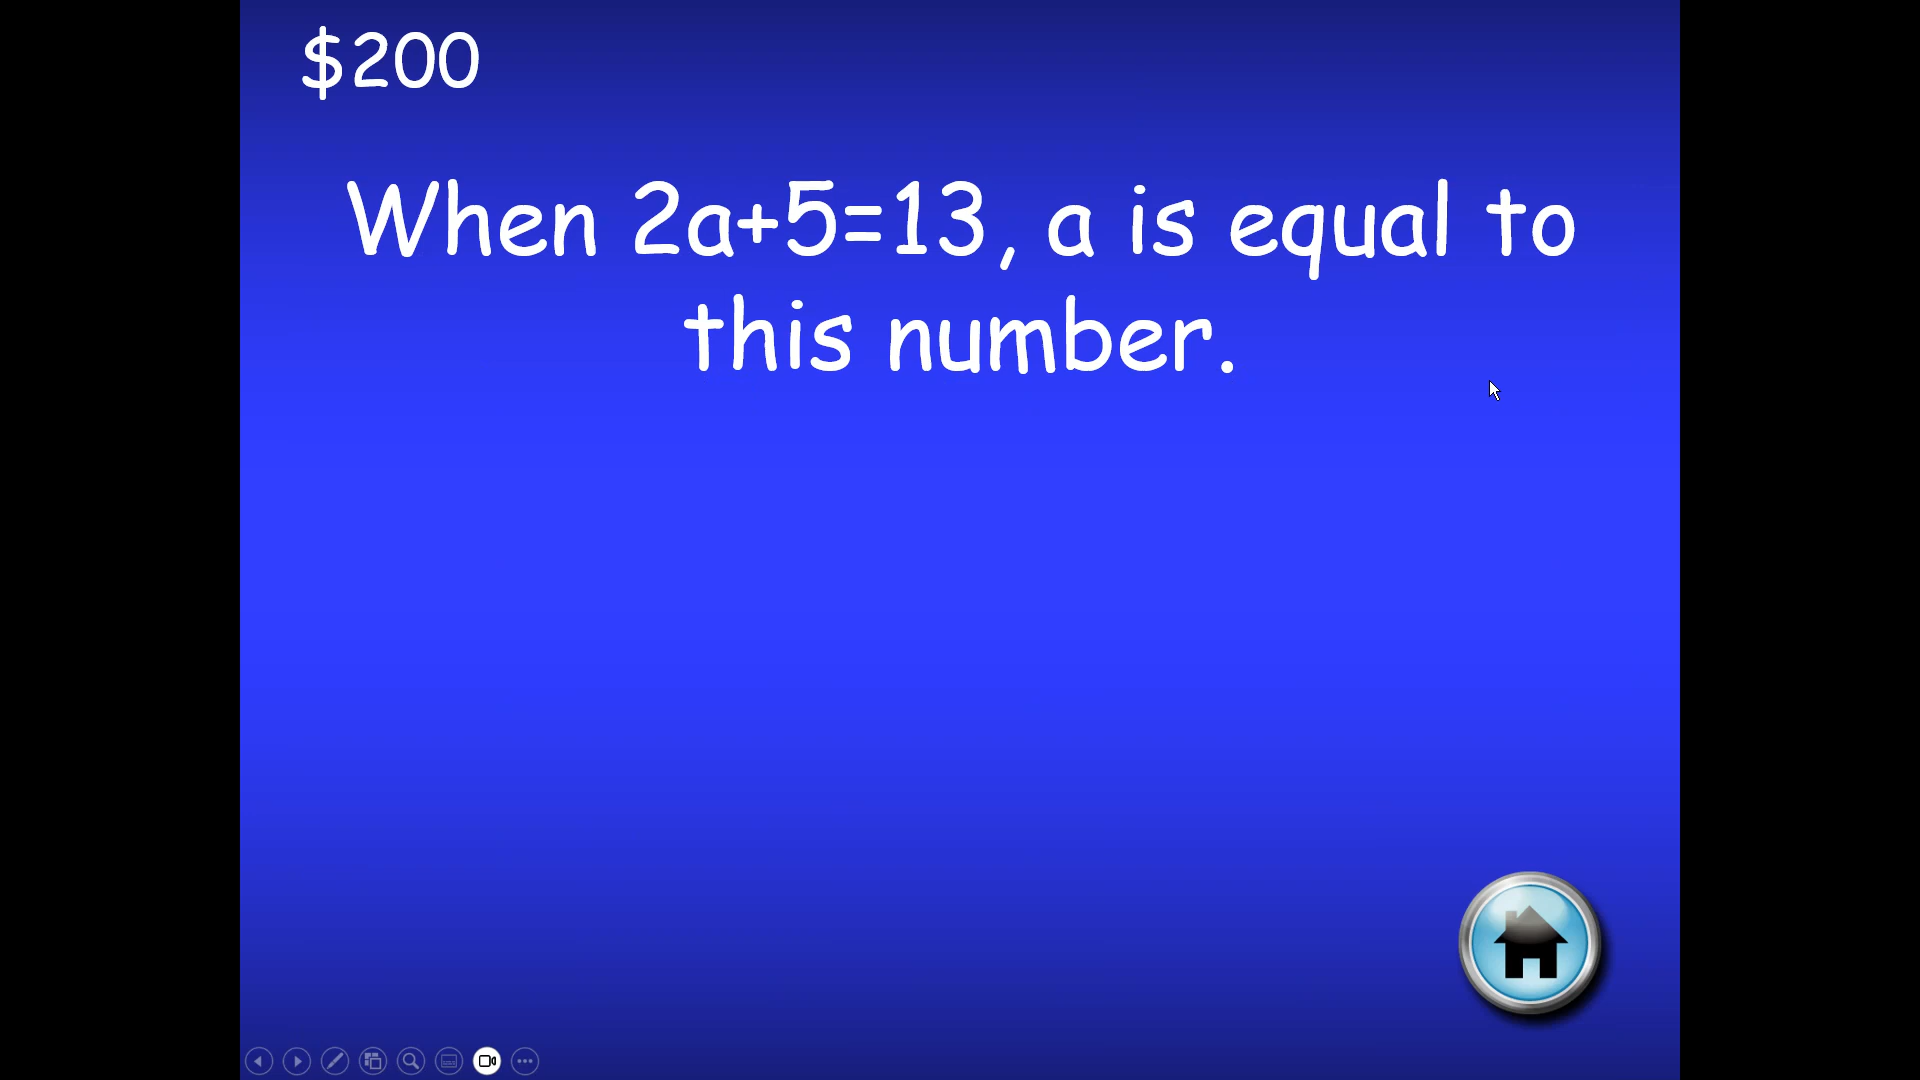 $200
When 2a+5=13, a is equal to
this number.